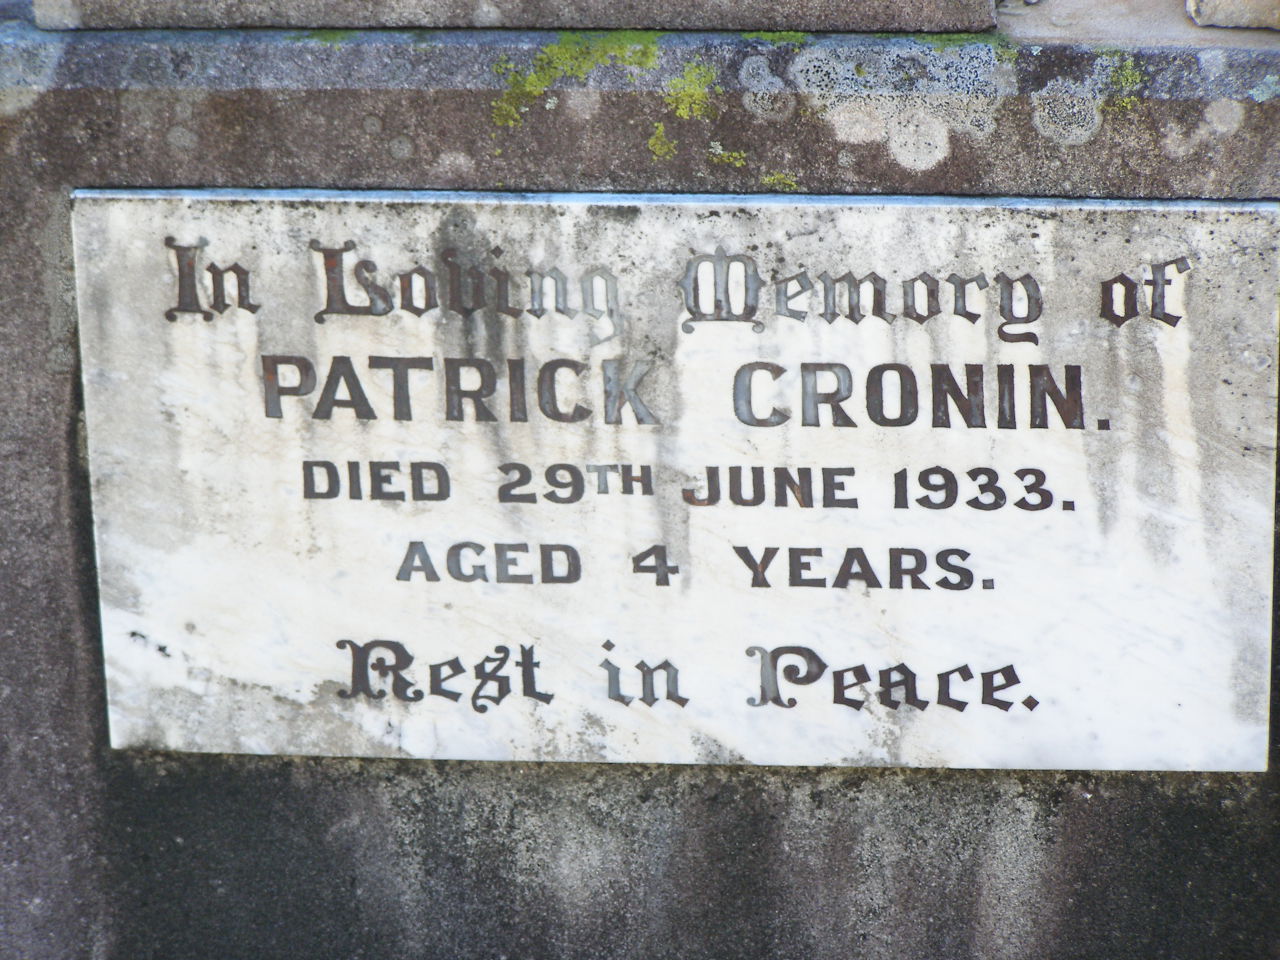 In Loving Memory of
PATRICK CRONIN.
DIED 29TH JUNE 1933.
AGED 4 YEARS.
Rest in Peace.